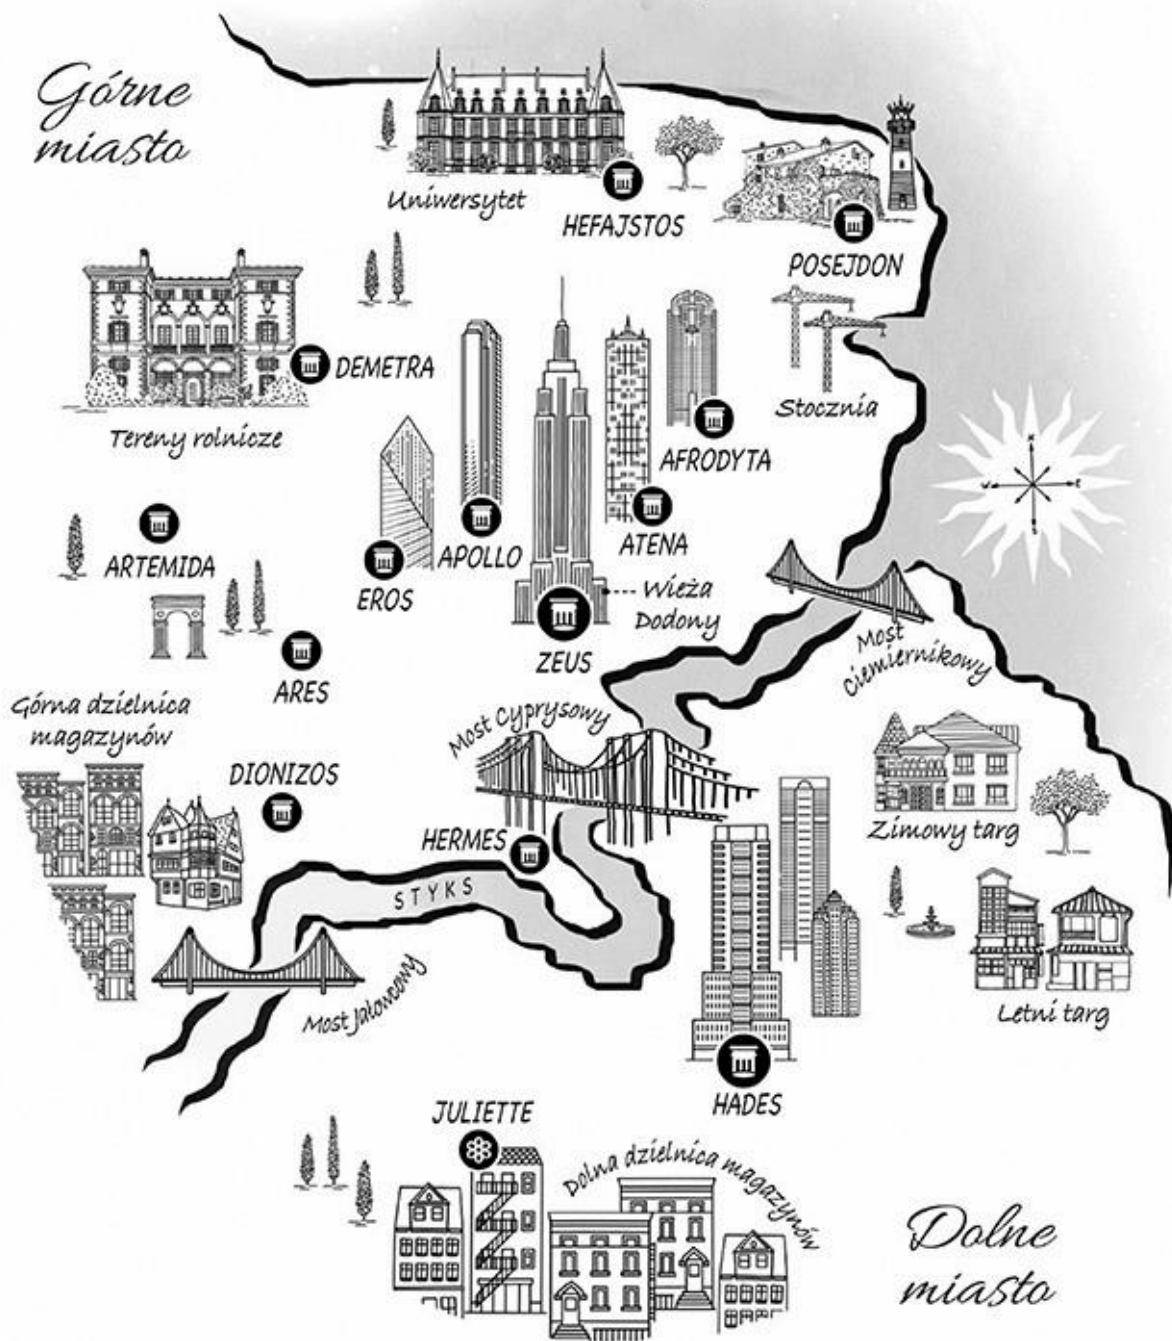 Górne
miasto
Uniwersytet
HEFAJSTOS
POSEJDON
DEMETRA
Tereny rolnicze
Stocznia
AFRODYTA
ATENA
APOLLO
EROS
ARTEMIDA
Wieża
Dodony
ZEUS
ARES
N
W
E
S
Most
Ciemiernikowy
Górna dzielnica
magazynów
Most Cyprysowy
DIONIZOS
HERMES
Zimowy targ
STYKS
Most Jałowcowy
Letni targ
HADES
JULIETTE
Dolna dzielnica magazynów
Dolne
miasto